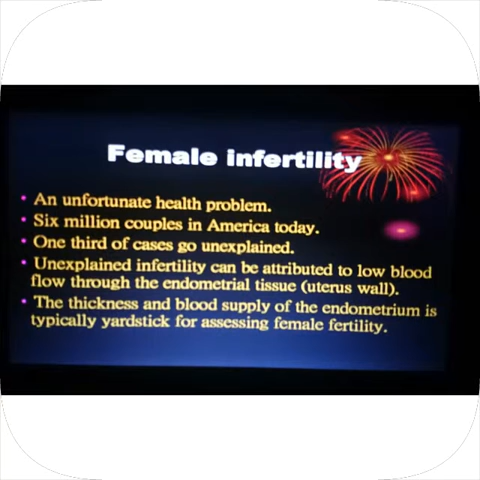 Female infertility
• An unfortunate health problem.
• Six million couples in America today.
• One third of cases go unexplained.
• Unexplained infertility can be attributed to low blood
flow through the endometrial tissue (uterus wall).
• The thickness and blood supply of the endometrium is
typically yardstick for assessing female fertility.